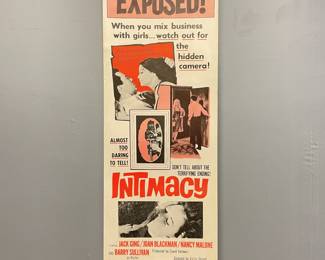 EXPOSED!
When you mix business
with girls... watch out for
the
hidden
camera!
ALMOST
TOO
DARING
TO TELL!
DON'T TELL ABOUT THE
TERRIFYING ENDING!
INTIMACY
JACK GING / JOAN BLACKMAN / NANCY MALONE
AND BARRY SULLIVAN